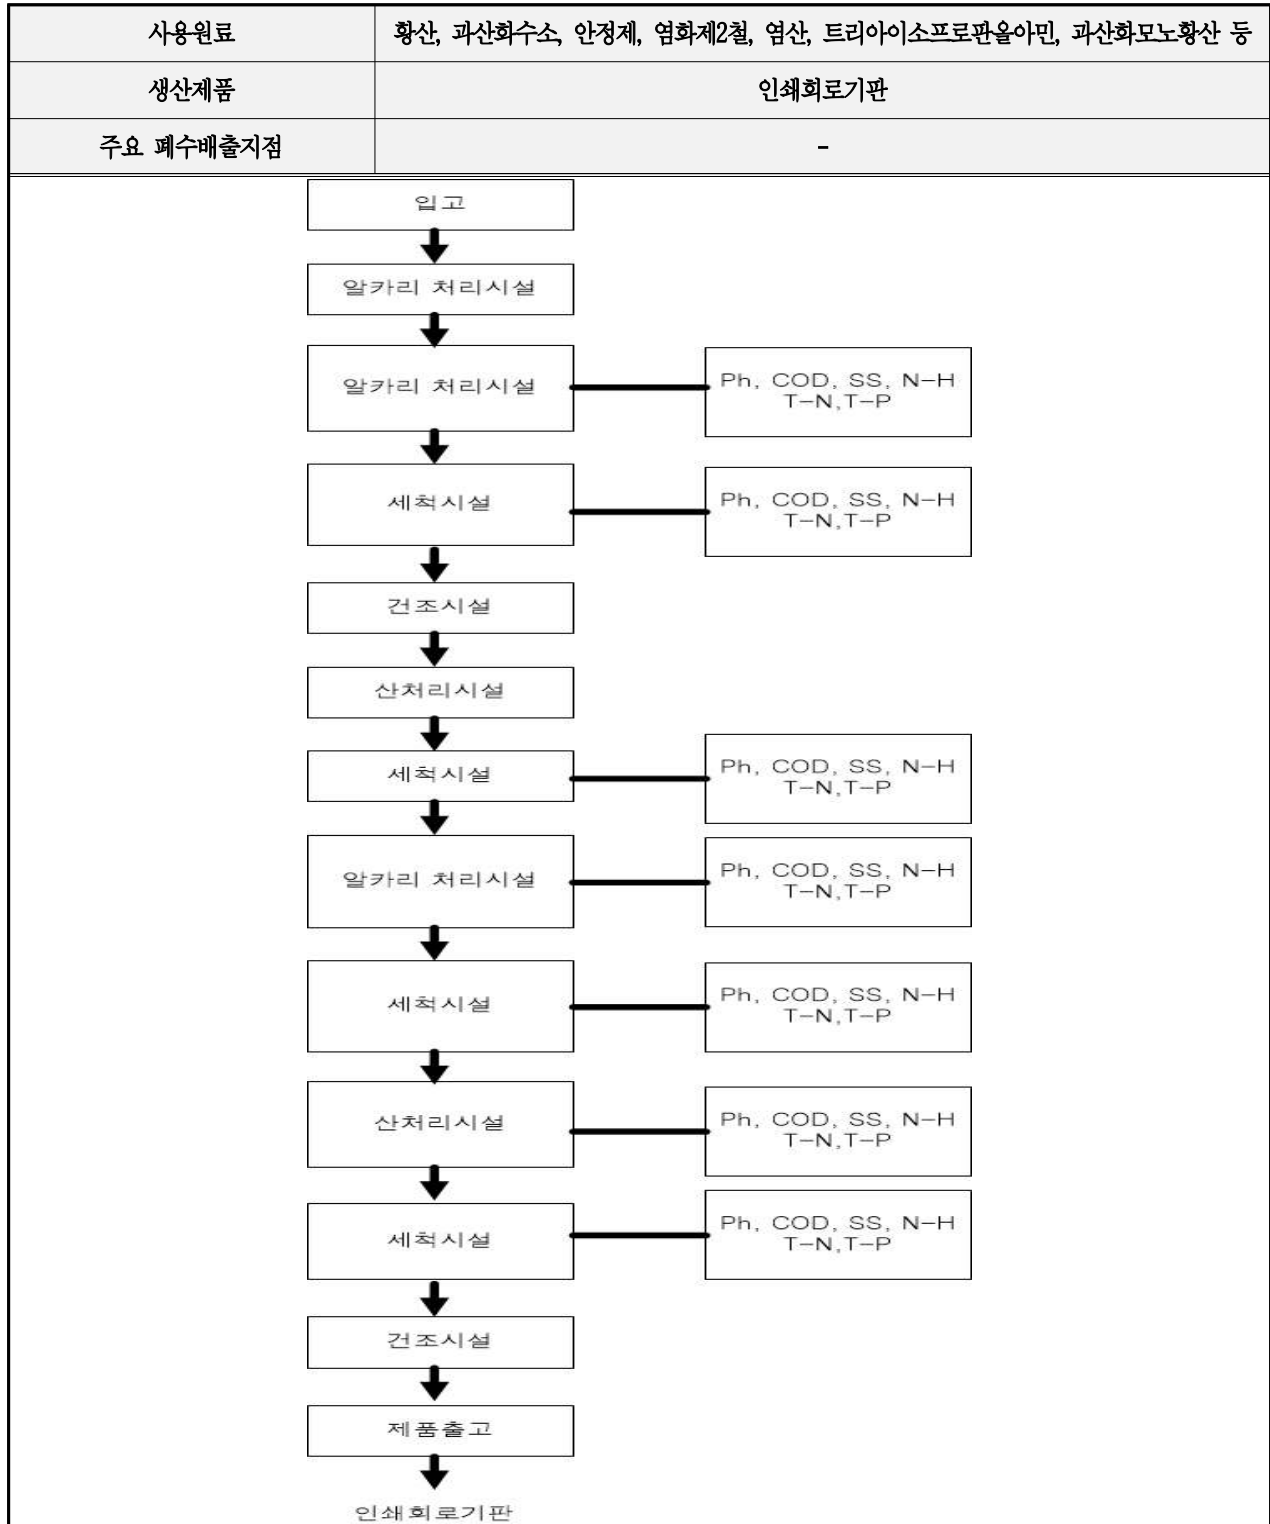 사용원료 황산, 과산화수소, 안정제, 염화제2철, 염산, 트리아이소프로판올아민, 과산화모노황산 등
생산제품 인쇄회로기판
주요 폐수배출지점 -
입고
알카리 처리시설
알카리 처리시설
Ph, COD, SS, N-H
T-N,T-P
세척시설
Ph, COD, SS, N-H
T-N,T-P
건조시설
산처리시설
세척시설
Ph, COD, SS, N-H
T-N,T-P
알카리 처리시설
Ph, COD, SS, N-H
T-N,T-P
세척시설
Ph, COD, SS, N-H
T-N,T-P
산처리시설
Ph, COD, SS, N-H
T-N,T-P
세척시설
Ph, COD, SS, N-H
T-N,T-P
건조시설
제품출고
인쇄회로기판